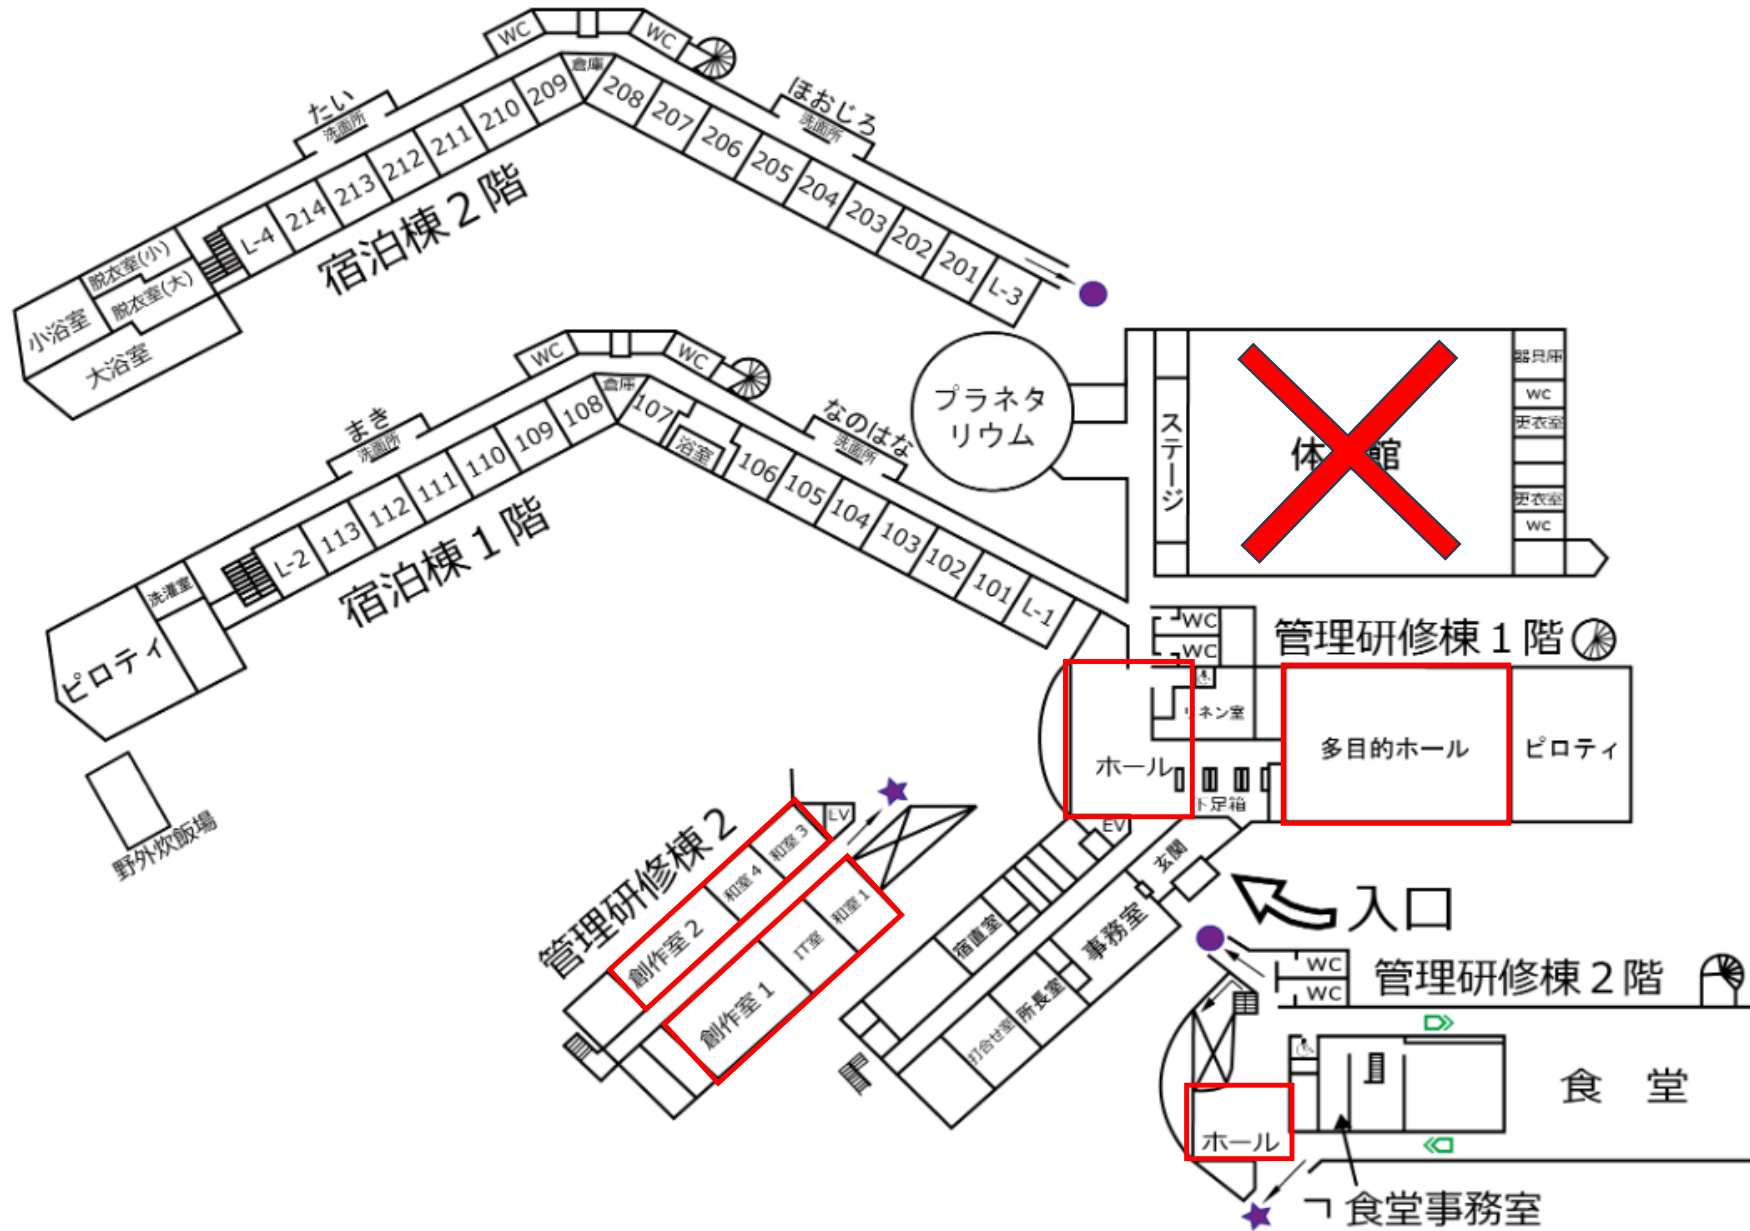 WC
WC
倉庫
たい
洗面所
ほおじろ
洗面所
209
210
211
212
213
214
L-4
208
207
206
205
204
203
202
201
L-3
宿泊棟２階
脱衣室(小)
脱衣室(大)
小浴室
大浴室
WC
WC
倉庫
まき
洗面所
なのはな
洗面所
108
109
110
111
112
113
L-2
107
浴室
106
105
104
103
102
101
L-1
宿泊棟１階
洗濯室
ピロティ
野外炊飯場
プラネタ
リウム
ステージ
体
館
器具庫
WC
更衣室
更衣室
WC
管理研修棟１階
WC
WC
リネン室
ホール
下足箱
多目的ホール
ピロティ
EV
玄関
入口
事務室
宿直室
所長室
打合せ室
管理研修棟２
LV
和室３
和室４
創作室２
和室１
IT室
創作室１
管理研修棟２階
WC
WC
ホール
食　堂
食堂事務室